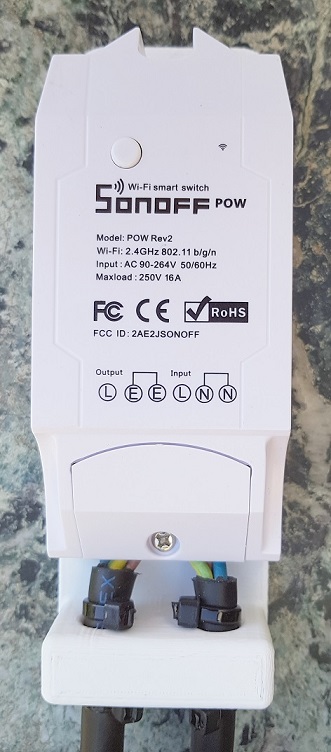 Wi-Fi smart switch
SONOFF POW
Model: POW Rev2
Wi-Fi: 2.4GHz 802.11 b/g/n
Input : AC 90-264V 50/60Hz
Maxload : 250V 16A
FC CE RoHS
FCC ID: 2AE2JSONOFF
Output Input
L E E L N N